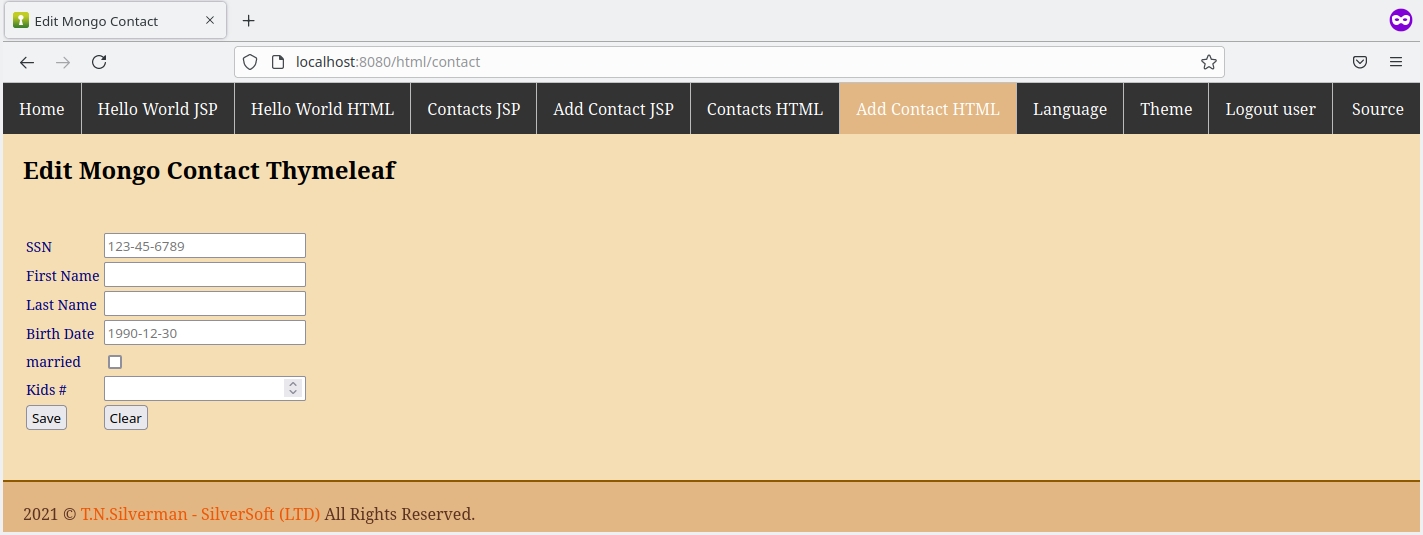 Edit Mongo Contact
localhost:8080/html/contact
Home Hello World JSP Hello World HTML Contacts JSP Add Contact JSP Contacts HTML Add Contact HTML Language Theme Logout user Source
Edit Mongo Contact Thymeleaf
SSN 123-45-6789
First Name
Last Name
Birth Date 1990-12-30
married
Kids #
Save Clear
2021 © T.N.Silverman - SilverSoft (LTD) All Rights Reserved.